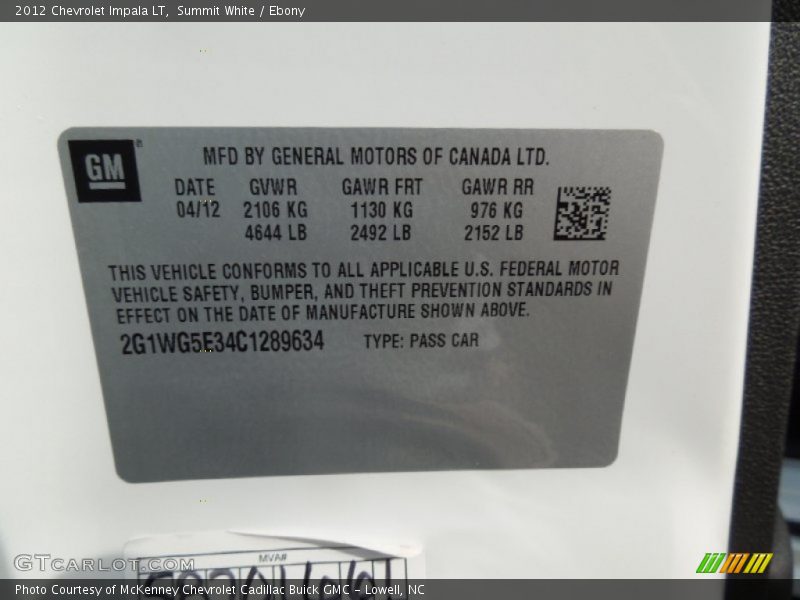 2012 Chevrolet Impala LT,  Summit White / Ebony
GM®
MFD BY GENERAL MOTORS OF CANADA LTD.
DATE GVWR GAWR FRT GAWR RR
04/12 2106 KG 1130 KG 976 KG
4644 LB 2492 LB 2152 LB
THIS VEHICLE CONFORMS TO ALL APPLICABLE U.S. FEDERAL MOTOR
VEHICLE SAFETY, BUMPER, AND THEFT PREVENTION STANDARDS IN
EFFECT ON THE DATE OF MANUFACTURE SHOWN ABOVE.
2G1WG5E34C1289634 TYPE: PASS CAR
MVA#
GTcarlot.com
Photo Courtesy of McKenney Chevrolet Cadillac Buick GMC – Lowell, NC